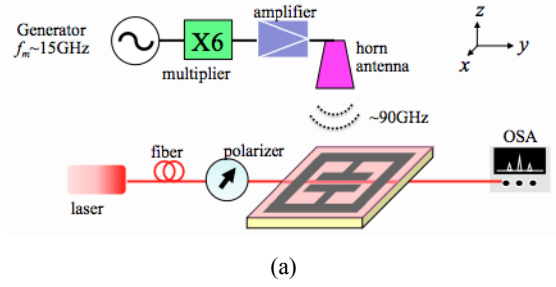 Generator
fm~15GHz
X6
multiplier
amplifier
horn
antenna
z
y
x
~90GHz
OSA
fiber
polarizer
laser
(a)